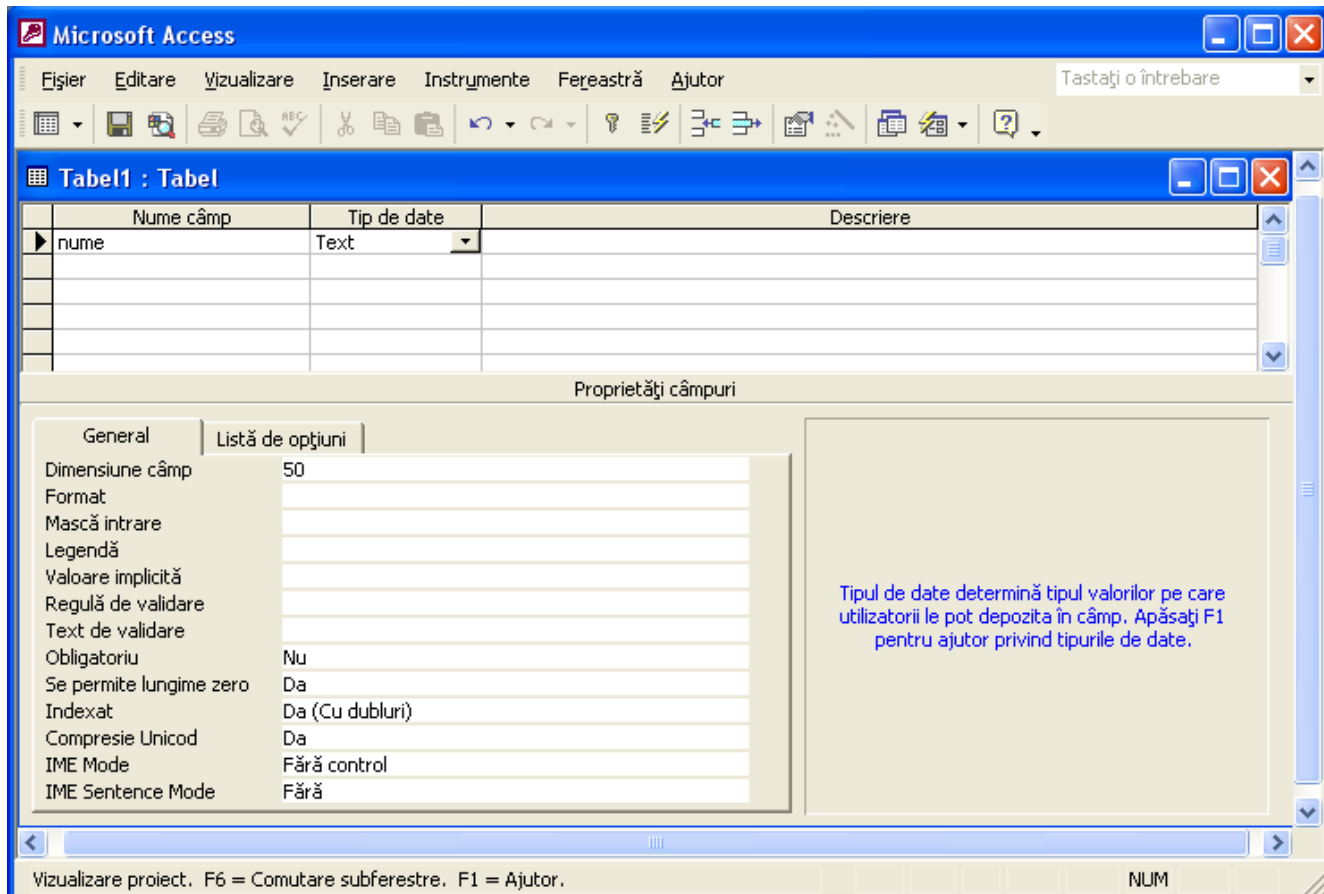 Microsoft Access
Fişier Editare Vizualizare Inserare Instrumente Fereastră Ajutor Tastaţi o întrebare
ABC
Tabel1 : Tabel
Nume câmp Tip de date Descriere
nume Text
Proprietăţi câmpuri
General Listă de opţiuni
Dimensiune câmp 50
Format
Mască intrare
Legendă
Valoare implicită
Regulă de validare
Text de validare
Obligatoriu Nu
Se permite lungime zero Da
Indexat Da (Cu dubluri)
Compresie Unicod Da
IME Mode Fără control
IME Sentence Mode Fără
Tipul de date determină tipul valorilor pe care
utilizatorii le pot depozita în câmp. Apăsaţi F1
pentru ajutor privind tipurile de date.
Vizualizare proiect. F6 = Comutare subferestre. F1 = Ajutor. NUM